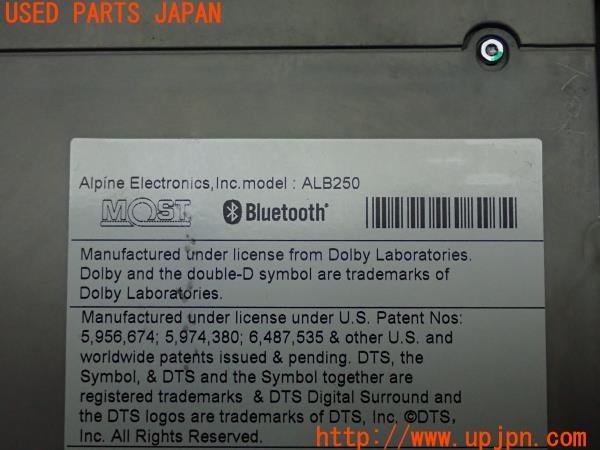 USED PARTS JAPAN
Alpine Electronics,Inc.model : ALB250
MOST Bluetooth®
Manufactured under license from Dolby Laboratories.
Dolby and the double-D symbol are trademarks of
Dolby Laboratories.
Manufactured under license under U.S. Patent Nos:
5,956,674; 5,974,380; 6,487,535 & other U.S. and
worldwide patents issued & pending. DTS, the
Symbol, & DTS and the Symbol together are
registered trademarks & DTS Digital Surround and
the DTS logos are trademarks of DTS, Inc. ©DTS,
Inc. All Rights Reserved.
http://www.upjpn.com/